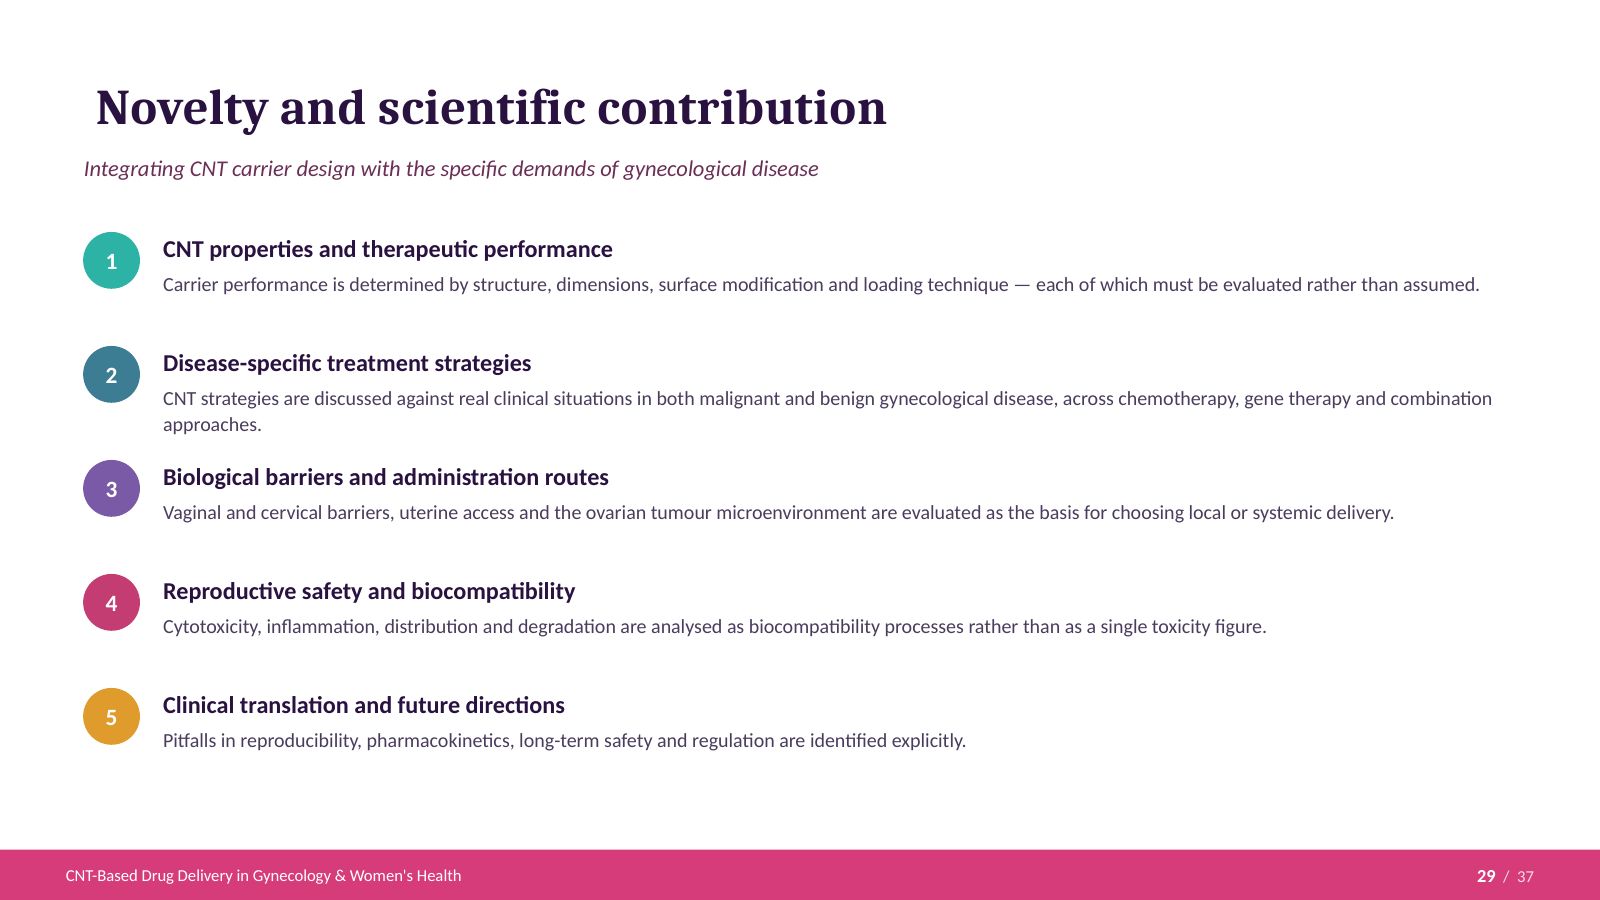 Novelty and scientific contribution
Integrating CNT carrier design with the specific demands of gynecological disease
1
CNT properties and therapeutic performance
Carrier performance is determined by structure, dimensions, surface modification and loading technique — each of which must be evaluated rather than assumed.
2
Disease-specific treatment strategies
CNT strategies are discussed against real clinical situations in both malignant and benign gynecological disease, across chemotherapy, gene therapy and combination
approaches.
3
Biological barriers and administration routes
Vaginal and cervical barriers, uterine access and the ovarian tumour microenvironment are evaluated as the basis for choosing local or systemic delivery.
4
Reproductive safety and biocompatibility
Cytotoxicity, inflammation, distribution and degradation are analysed as biocompatibility processes rather than as a single toxicity figure.
5
Clinical translation and future directions
Pitfalls in reproducibility, pharmacokinetics, long-term safety and regulation are identified explicitly.
CNT-Based Drug Delivery in Gynecology & Women's Health
29 / 37